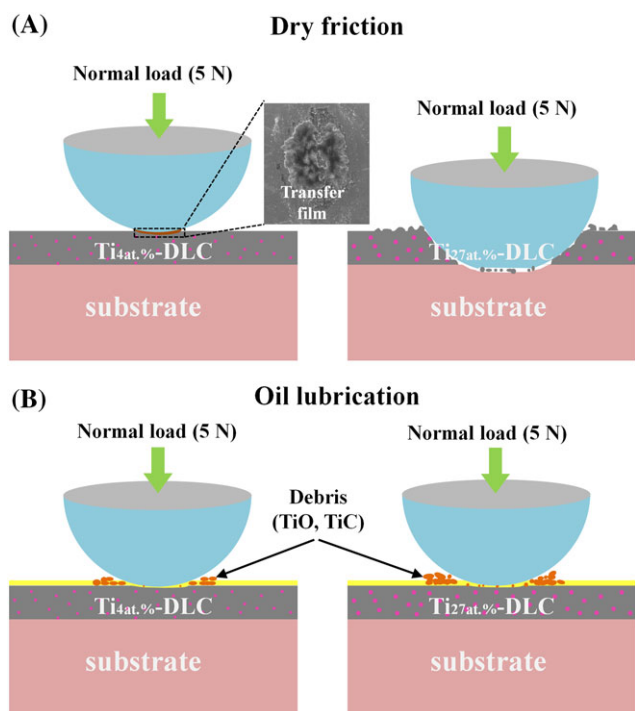 (A)
Dry friction
Normal load (5 N)
Normal load (5 N)
Transfer
film
Ti4at.%-DLC
Ti27at.%-DLC
substrate
substrate
(B)
Oil lubrication
Normal load (5 N)
Normal load (5 N)
Debris
(TiO, TiC)
Ti4at.%-DLC
Ti27at.%-DLC
substrate
substrate